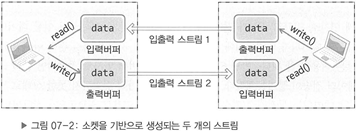 read()
data
입력버퍼
입출력 스트림 1
data
출력버퍼
write()
write()
data
출력버퍼
입출력 스트림 2
data
입력버퍼
read()
▶ 그림 07-2: 소켓을 기반으로 생성되는 두 개의 스트림